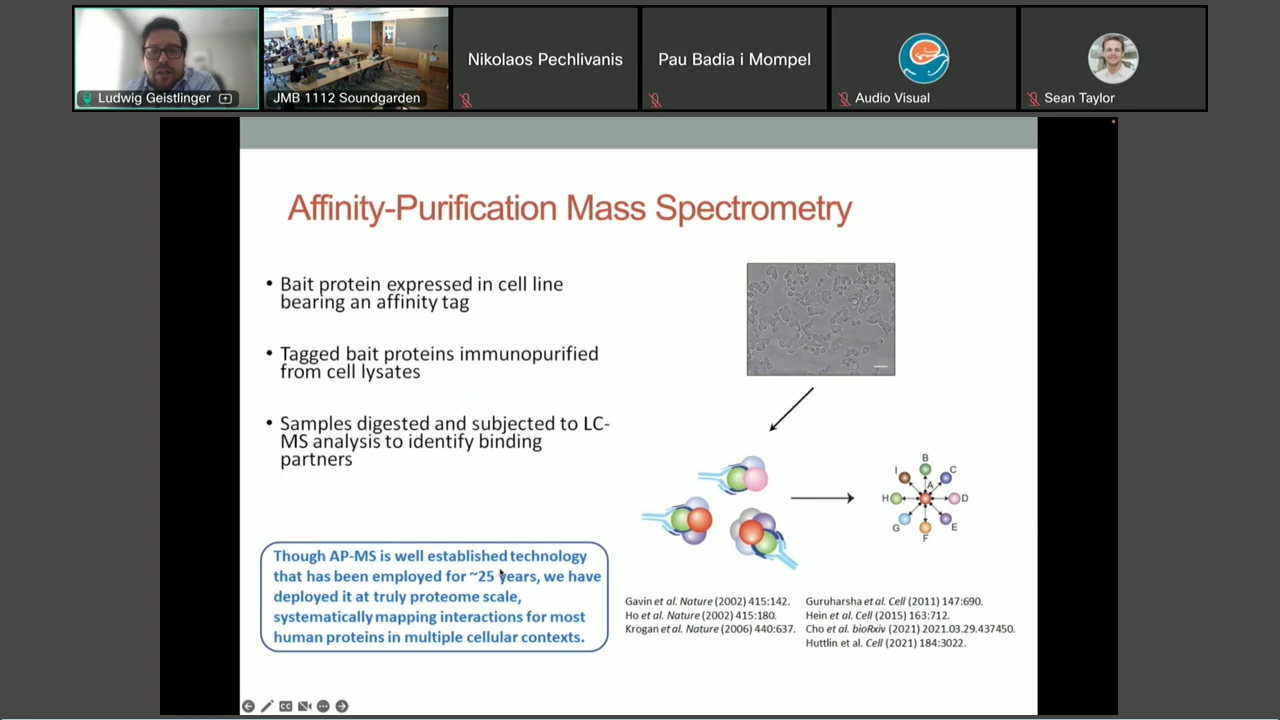 Ludwig Geistlinger
JMB 1112 Soundgarden
Nikolaos Pechlivanis
Pau Badia i Mompel
Audio Visual
Sean Taylor
Affinity-Purification Mass Spectrometry
• Bait protein expressed in cell line
bearing an affinity tag
• Tagged bait proteins immunopurified
from cell lysates
• Samples digested and subjected to LC-
MS analysis to identify binding
partners
Though AP-MS is well established technology
that has been employed for ~25 years, we have
deployed it at truly proteome scale,
systematically mapping interactions for most
human proteins in multiple cellular contexts.
B
I
C
A
H
D
G
E
F
Gavin et al. Nature (2002) 415:142.
Ho et al. Nature (2002) 415:180.
Krogan et al. Nature (2006) 440:637.
Guruharsha et al. Cell (2011) 147:690.
Hein et al. Cell (2015) 163:712.
Cho et al. bioRxiv (2021) 2021.03.29.437450.
Huttlin et al. Cell (2021) 184:3022.
CC